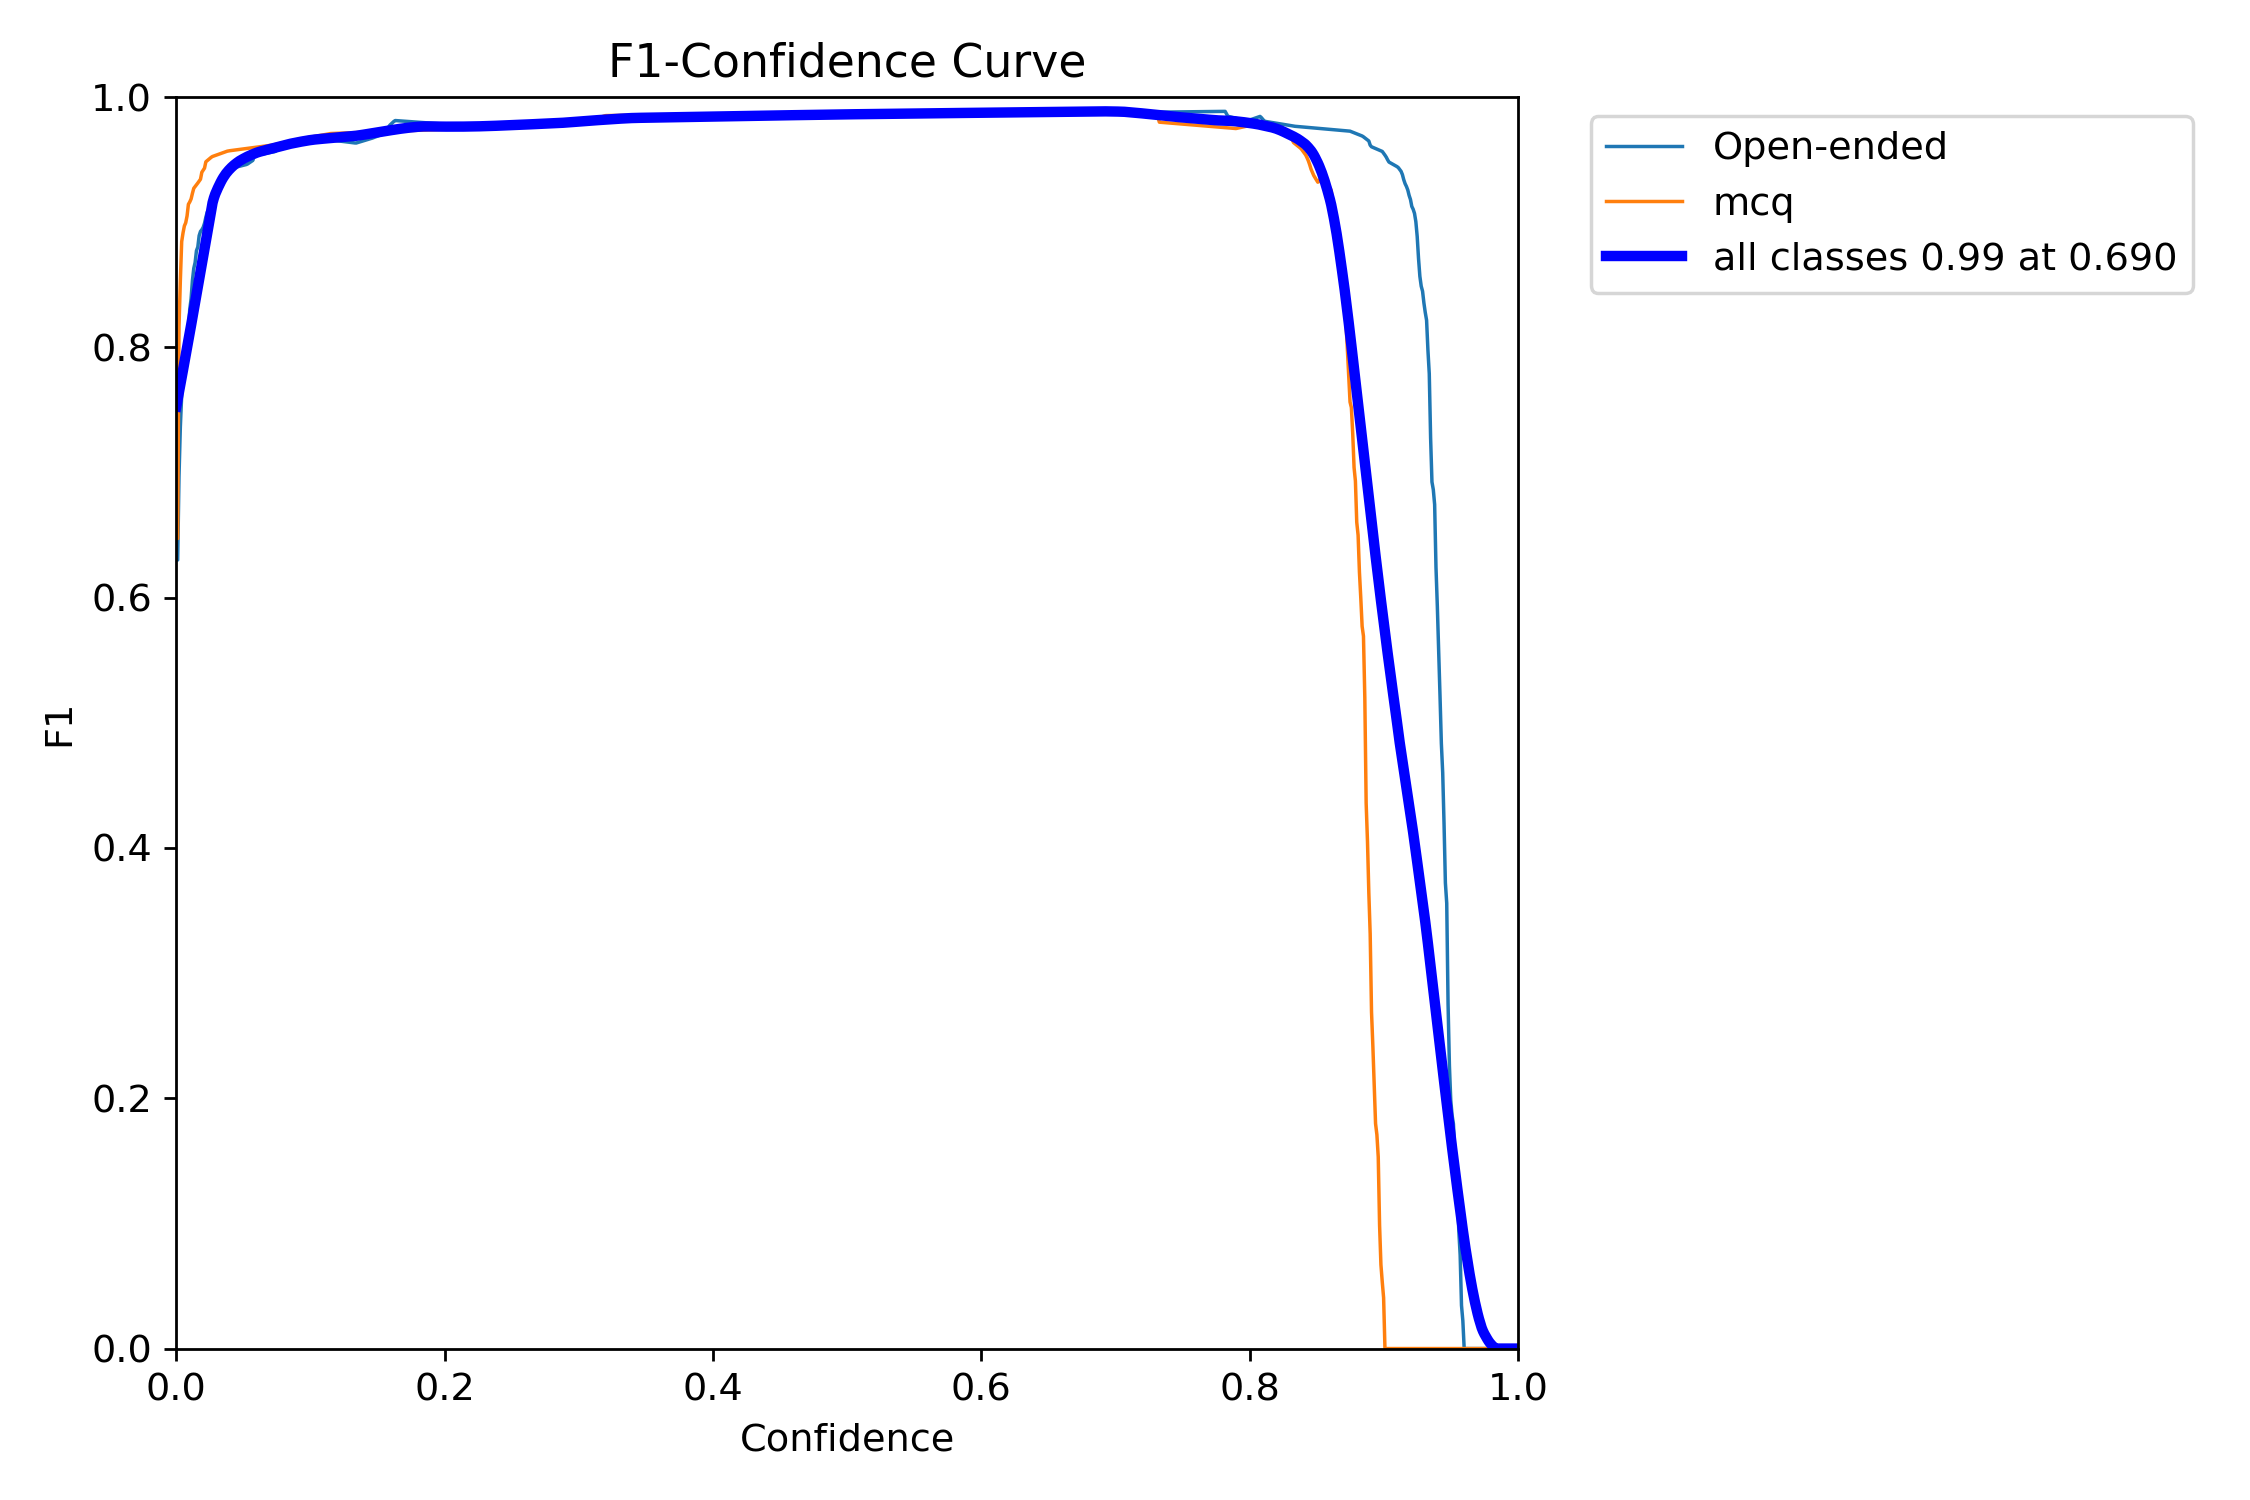 F1-Confidence Curve
1.0
0.8
0.6
0.4
0.2
0.0
F1
0.0 0.2 0.4 0.6 0.8 1.0
Confidence
Open-ended
mcq
all classes 0.99 at 0.690